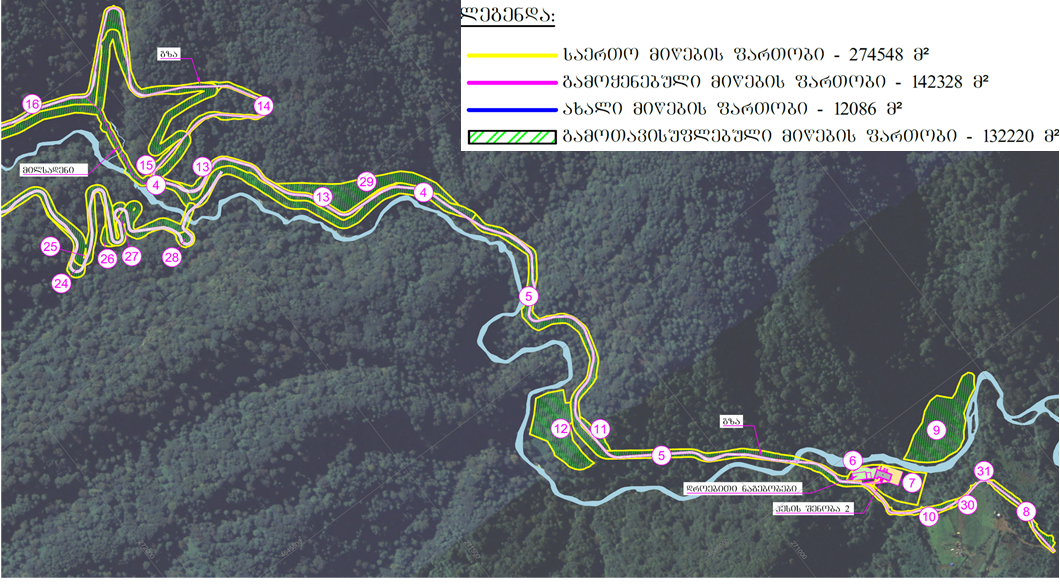 ლეგენდა:
საერთო მიწების ფართობი - 274548 მ²
გამოყენებული მიწების ფართობი - 142328 მ²
ახალი მიწების ფართობი - 12086 მ²
გამოთავისუფლებული მიწების ფართობი - 132220 მ²
გზა
16
14
15
13
მილსადენი
4
13
29
4
25
26
27
28
24
5
12
11
5
გზა
9
6
7
31
დროებითი ნაგებობები
ჰესის შენობა 2
10
30
8